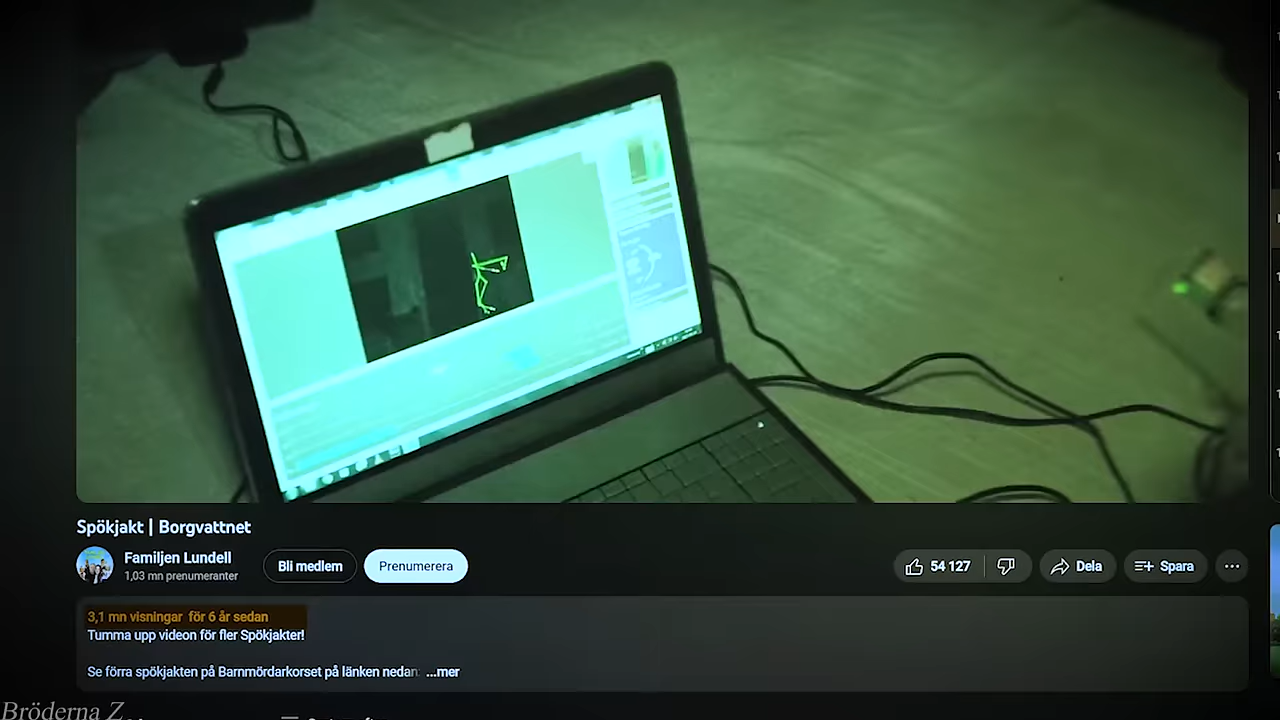 Spökjakt | Borgvattnet
Familjen Lundell
1,03 mn prenumeranter
Bli medlem
Prenumerera
54 127
Dela
Spara
3,1 mn visningar för 6 år sedan
Tumma upp videon för fler Spökjakter!
Se förra spökjakten på Barnmördarkorset på länken nedan ...mer
Bröderna Z